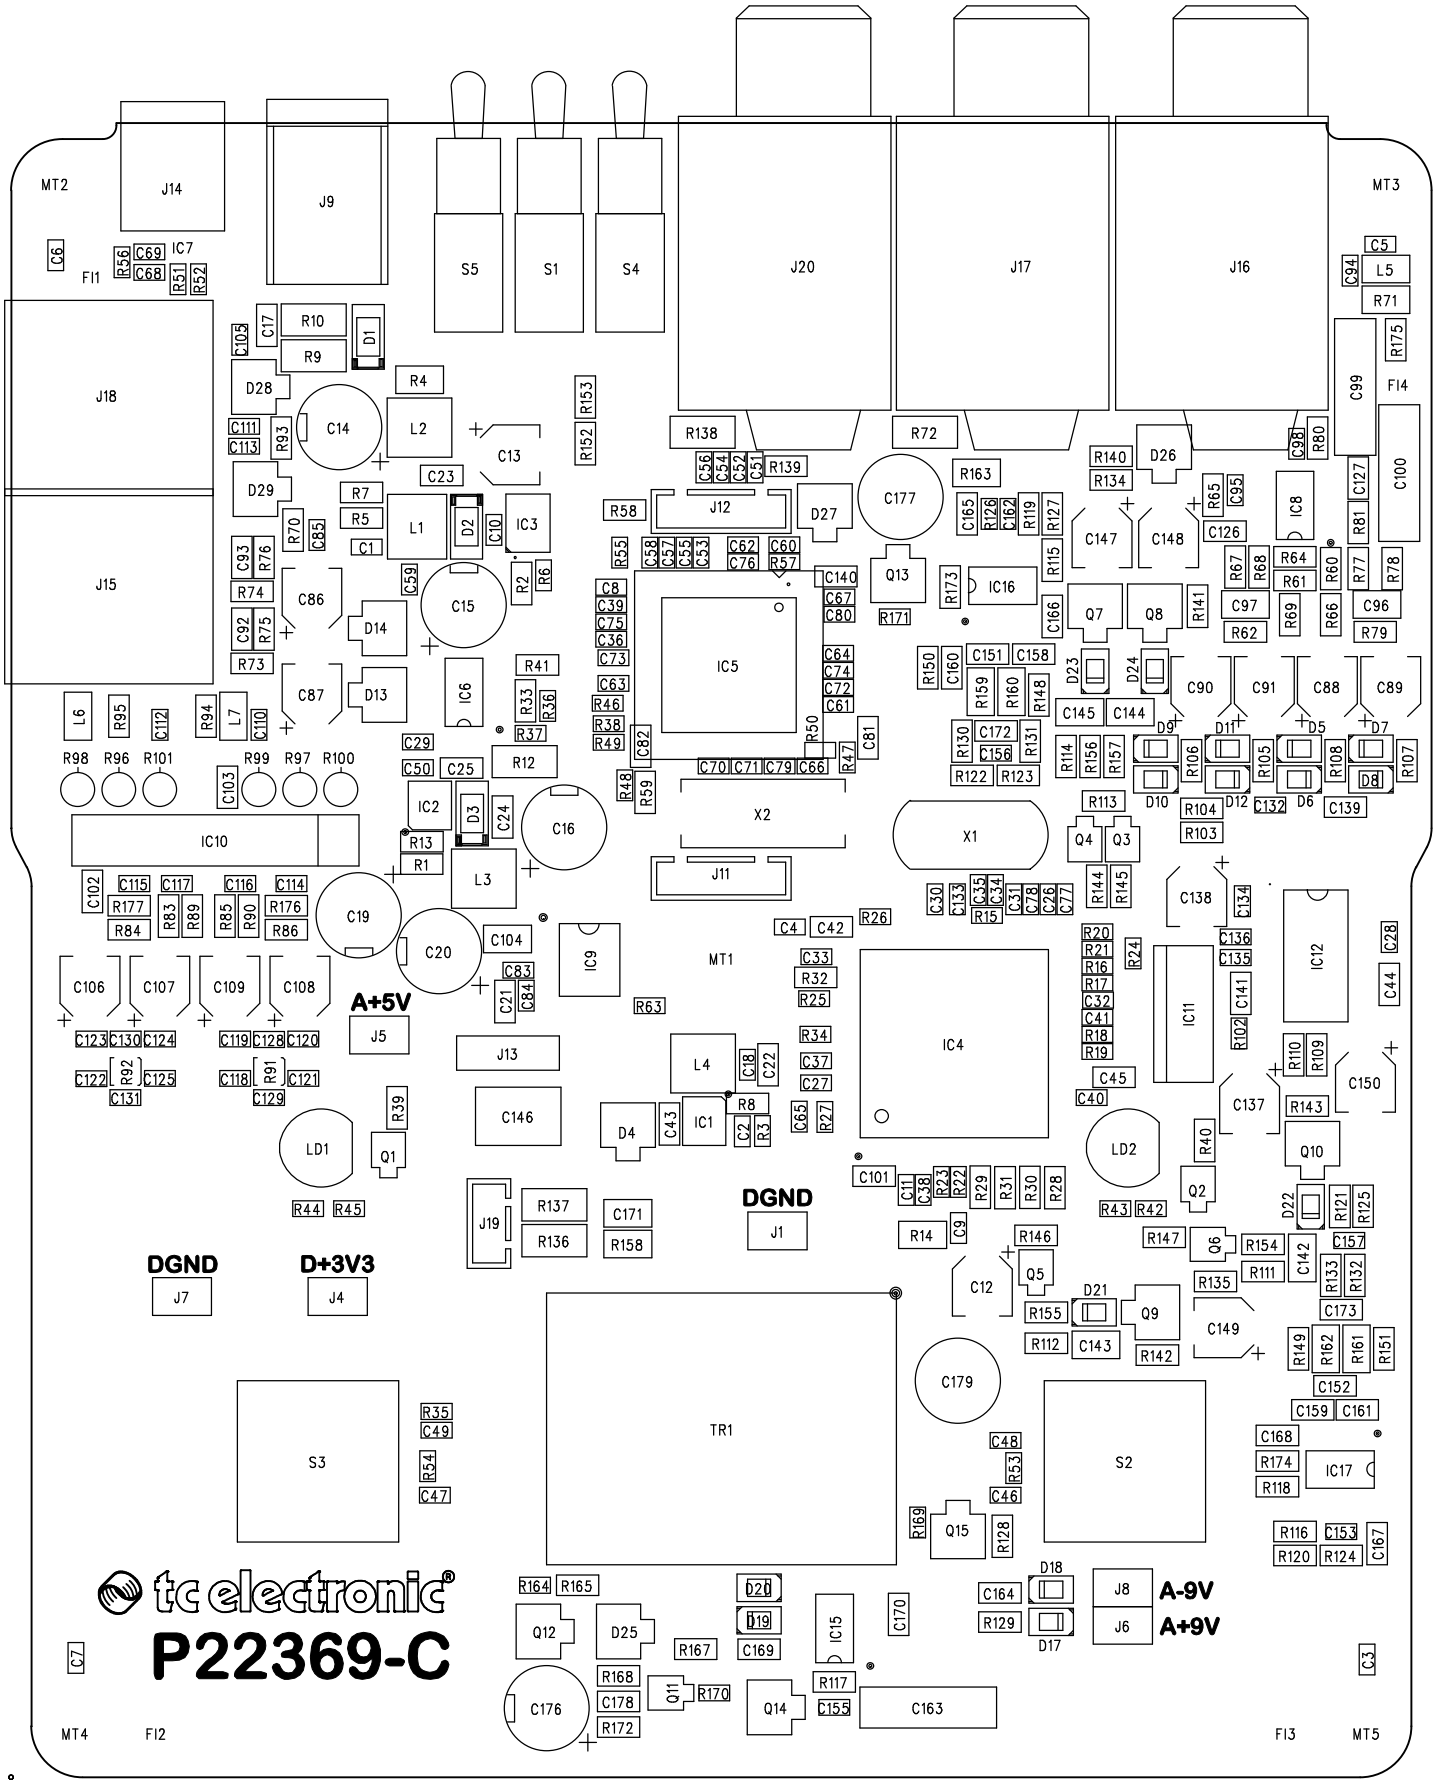 MT2
J14
J9
MT3
C6
R56
C69
C68
IC7
R51
R52
FI1
S5
S1
S4
J20
J17
J16
C5
C94
L5
R71
C105
C17
R10
R9
D1
R175
J18
D28
R4
R153
C99
FI4
C111
C113
R93
C14
L2
C13
R152
R138
R72
D26
C98
R80
C56
C54
C52
C51
R139
R163
R140
R134
C127
C100
D29
R7
R5
C23
L1
D2
C10
IC3
R58
J12
D27
C177
C165
R126
C162
R119
R127
R65
C95
IC8
R81
R70
C85
C1
C147
C148
C126
J15
C93
R76
R74
C86
C59
C15
R2
R6
R55
C58
C57
C55
C53
C62
C76
C60
R57
C140
Q13
R173
IC16
R115
R67
R68
R64
R61
R60
R77
R78
C8
C39
C75
C36
C73
C67
C80
R171
C166
Q7
Q8
R141
C97
R62
R69
R66
C96
R79
C92
R75
R73
D14
IC5
C64
C74
C72
C61
R150
C160
C151
C158
R159
R160
R148
D23
D24
C87
D13
IC6
R41
R33
R36
R37
C63
R46
R38
R49
C82
R50
R47
C81
C145
C144
C90
C91
C88
C89
L6
R95
C112
R94
L7
C110
C29
C50
C25
R12
R48
R59
C70
C71
C79
C66
R130
C172
C156
R131
R122
R123
R114
R156
R157
D9
D11
D5
D7
R106
R105
R108
R107
R98
R96
R101
C103
R99
R97
R100
IC2
D3
C24
C16
X2
X1
R113
D10
D12
D6
D8
R104
R103
C132
C139
IC10
R13
R1
L3
J11
Q4
Q3
C102
C115
C117
C116
C114
R177
R84
R83
R89
R85
R90
R176
R86
C19
C20
C104
C83
C21
C84
IC9
C30
C133
C35
C34
R15
C31
C78
C26
C77
R144
R145
C138
C134
C4
C42
R26
R20
R21
R16
R17
C32
C41
R18
R19
R24
C136
C135
IC12
C28
C44
C106
C107
C109
C108
A+5V
J5
MT1
C33
R32
R25
R63
IC4
IC11
C141
R102
C123
C130
C124
C119
C128
C120
C122
R92
C125
C131
C118
R91
C121
C129
J13
L4
C18
C22
R34
C37
C27
C45
C40
R110
R109
C150
C137
R143
R39
C146
D4
C43
IC1
R8
C2
R3
C65
R27
LD1
Q1
LD2
R40
Q10
Q2
R44
R45
J19
R137
R136
C171
R158
DGND
J1
C101
C11
C38
R23
R22
R29
R31
R30
R28
R43
R42
D22
R121
R125
R14
C9
R146
R147
Q6
R154
R111
C142
C157
R133
R132
DGND
J7
D+3V3
J4
C12
Q5
D21
R155
R112
C143
Q9
R142
R135
C149
C173
R149
R162
R161
R151
C152
C159
C161
S3
R35
C49
R54
C47
TR1
C179
C48
R53
C46
S2
C168
R174
R118
IC17
R169
Q15
R128
R116
R120
C153
R124
C167
tc electronic®
P22369-C
R164
R165
D20
D19
C169
IC15
C170
C164
R129
D18
D17
J8
A-9V
J6
A+9V
Q12
D25
R167
R168
C178
R172
Q11
R170
Q14
R117
C155
C163
C176
C7
C3
MT4
FI2
FI3
MT5